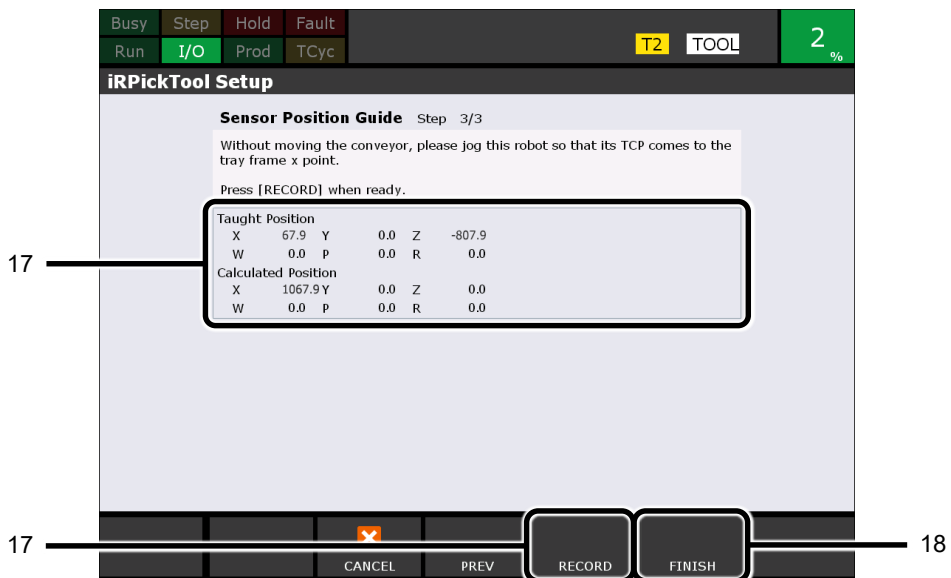 Busy Step Hold Fault
Run I/O Prod TCyc
T2 TOOL
2 %
iRPickTool Setup
Sensor Position Guide Step 3/3
Without moving the conveyor, please jog this robot so that its TCP comes to the
tray frame x point.
Press [RECORD] when ready.
Taught Position
X 67.9 Y 0.0 Z -807.9
W 0.0 P 0.0 R 0.0
17
Calculated Position
X 1067.9 Y 0.0 Z 0.0
W 0.0 P 0.0 R 0.0
17
18
CANCEL PREV RECORD FINISH